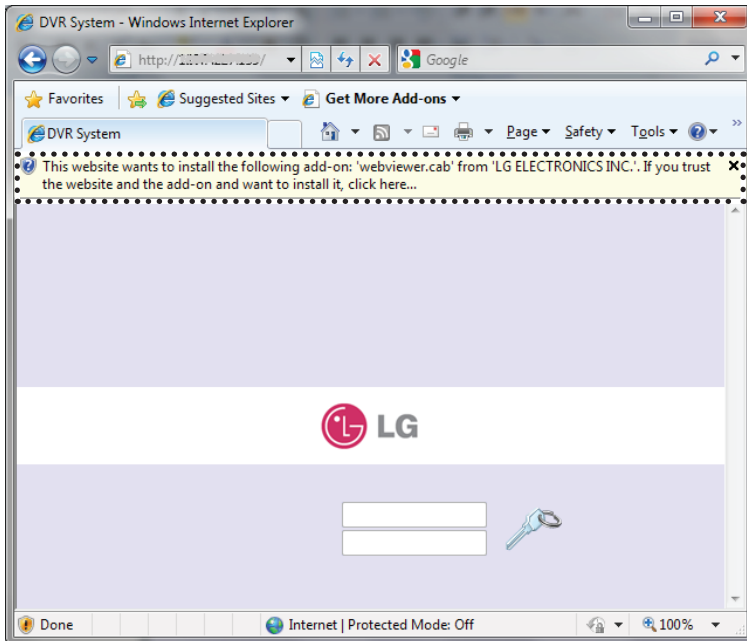 DVR System - Windows Internet Explorer
http://
Google
Favorites Suggested Sites Get More Add-ons
DVR System Page Safety Tools
This website wants to install the following add-on: 'webviewer.cab' from 'LG ELECTRONICS INC.'. If you trust
the website and the add-on and want to install it, click here...
LG
Done Internet | Protected Mode: Off 100%